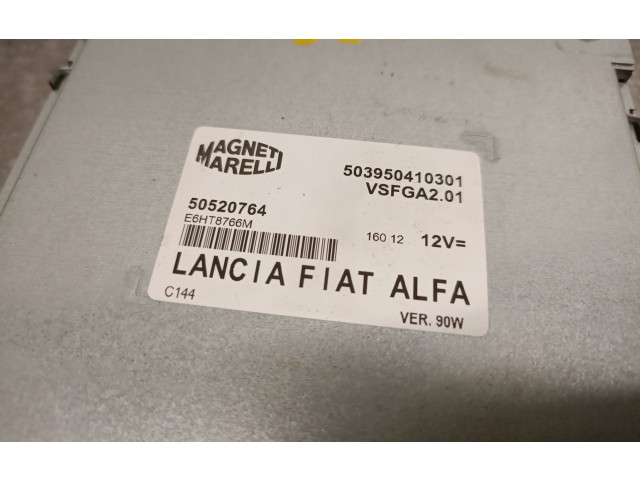 MAGNETI
MARELLI
503950410301
VSFGA2.01
50520764
E6HT8766M
160 12 12V=
LANCIA FIAT ALFA
C144
VER. 90W